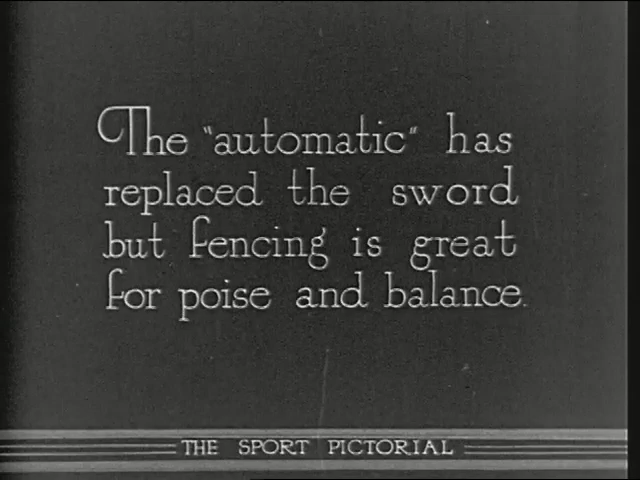 The "automatic" has
replaced the sword
but fencing is great
for poise and balance.
THE SPORT PICTORIAL